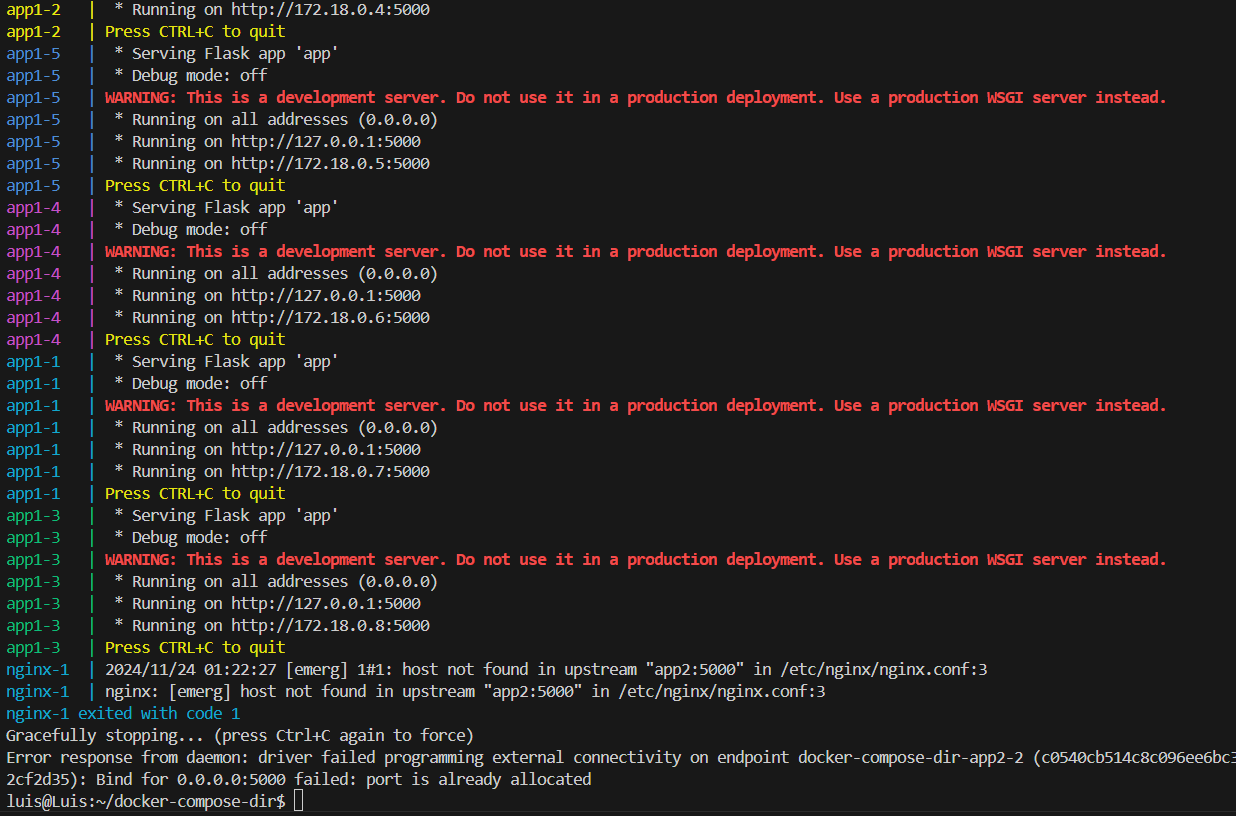 app1-2   |  * Running on http://172.18.0.4:5000
app1-2   | Press CTRL+C to quit
app1-5   |  * Serving Flask app 'app'
app1-5   |  * Debug mode: off
app1-5   | WARNING: This is a development server. Do not use it in a production deployment. Use a production WSGI server instead.
app1-5   |  * Running on all addresses (0.0.0.0)
app1-5   |  * Running on http://127.0.0.1:5000
app1-5   |  * Running on http://172.18.0.5:5000
app1-5   | Press CTRL+C to quit
app1-4   |  * Serving Flask app 'app'
app1-4   |  * Debug mode: off
app1-4   | WARNING: This is a development server. Do not use it in a production deployment. Use a production WSGI server instead.
app1-4   |  * Running on all addresses (0.0.0.0)
app1-4   |  * Running on http://127.0.0.1:5000
app1-4   |  * Running on http://172.18.0.6:5000
app1-4   | Press CTRL+C to quit
app1-1   |  * Serving Flask app 'app'
app1-1   |  * Debug mode: off
app1-1   | WARNING: This is a development server. Do not use it in a production deployment. Use a production WSGI server instead.
app1-1   |  * Running on all addresses (0.0.0.0)
app1-1   |  * Running on http://127.0.0.1:5000
app1-1   |  * Running on http://172.18.0.7:5000
app1-1   | Press CTRL+C to quit
app1-3   |  * Serving Flask app 'app'
app1-3   |  * Debug mode: off
app1-3   | WARNING: This is a development server. Do not use it in a production deployment. Use a production WSGI server instead.
app1-3   |  * Running on all addresses (0.0.0.0)
app1-3   |  * Running on http://127.0.0.1:5000
app1-3   |  * Running on http://172.18.0.8:5000
app1-3   | Press CTRL+C to quit
nginx-1  | 2024/11/24 01:22:27 [emerg] 1#1: host not found in upstream "app2:5000" in /etc/nginx/nginx.conf:3
nginx-1  | nginx: [emerg] host not found in upstream "app2:5000" in /etc/nginx/nginx.conf:3
nginx-1 exited with code 1
Gracefully stopping... (press Ctrl+C again to force)
Error response from daemon: driver failed programming external connectivity on endpoint docker-compose-dir-app2-2 (c0540cb514c8c096ee6bc3
2cf2d35): Bind for 0.0.0.0:5000 failed: port is already allocated
luis@Luis:~/docker-compose-dir$